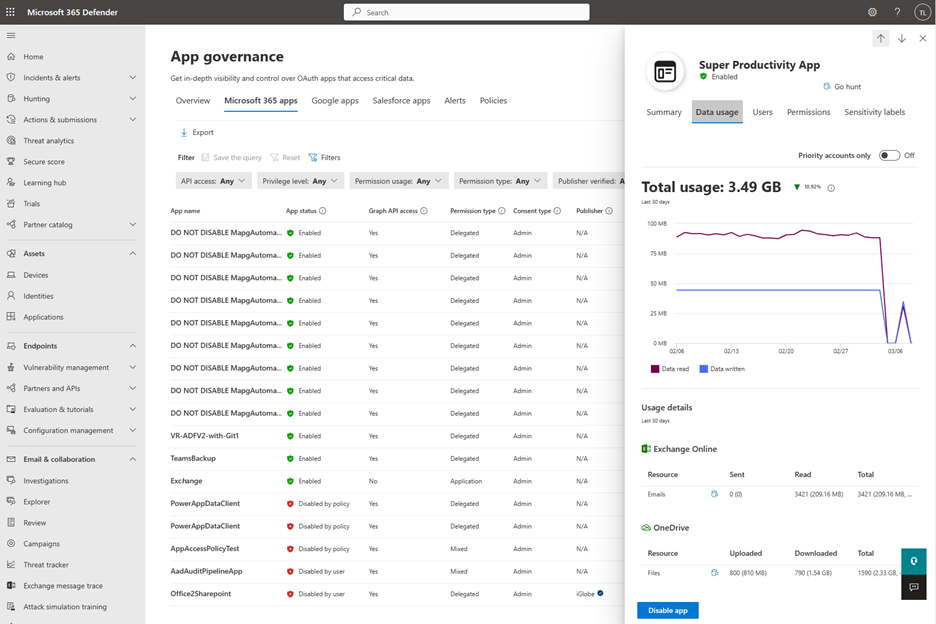 Microsoft 365 Defender
Search
TL
Home
Incidents & alerts
Hunting
Actions & submissions
Threat analytics
Secure score
Learning hub
Trials
Partner catalog
Assets
Devices
Identities
Applications
Endpoints
Vulnerability management
Partners and APIs
Evaluation & tutorials
Configuration management
Email & collaboration
Investigations
Explorer
Review
Campaigns
Threat tracker
Exchange message trace
Attack simulation training
App governance
Get in-depth visibility and control over OAuth apps that access critical data.
Overview Microsoft 365 apps Google apps Salesforce apps Alerts Policies
Export
Filter Save the query Reset Filters
API access: Any Privilege level: Any Permission usage: Any Permission type: Any Publisher verified: A
App name App status Graph API access Permission type Consent type Publisher
DO NOT DISABLE MapgAutoma... Enabled Yes Delegated Admin N/A
DO NOT DISABLE MapgAutoma... Enabled Yes Delegated Admin N/A
DO NOT DISABLE MapgAutoma... Enabled Yes Delegated Admin N/A
DO NOT DISABLE MapgAutoma... Enabled Yes Delegated Admin N/A
DO NOT DISABLE MapgAutoma... Enabled Yes Delegated Admin N/A
DO NOT DISABLE MapgAutoma... Enabled Yes Delegated Admin N/A
DO NOT DISABLE MapgAutoma... Enabled Yes Delegated Admin N/A
DO NOT DISABLE MapgAutoma... Enabled Yes Delegated Admin N/A
DO NOT DISABLE MapgAutoma... Enabled Yes Delegated Admin N/A
VR-ADFV2-with-Git1 Enabled Yes Delegated Admin N/A
TeamsBackup Enabled Yes Delegated Admin N/A
Exchange Enabled No Application Admin N/A
PowerAppDataClient Disabled by policy Yes Delegated Admin N/A
PowerAppDataClient Disabled by policy Yes Delegated Admin N/A
AppAccessPolicyTest Disabled by policy Yes Mixed Admin N/A
AadAuditPipelineApp Disabled by user Yes Mixed Admin N/A
Office2Sharepoint Disabled by user Yes Delegated Admin iGlobe
Super Productivity App
Enabled
Go hunt
Summary Data usage Users Permissions Sensitivity labels
Priority accounts only Off
Total usage: 3.49 GB 10.92%
Last 30 days
100 MB
75 MB
50 MB
25 MB
0 MB
02/06 02/13 02/20 02/27 03/06
Data read Data written
Usage details
Last 30 days
Exchange Online
Resource Sent Read Total
Emails 0 (0) 3421 (209.16 MB) 3421 (209.16 MB, ...
OneDrive
Resource Uploaded Downloaded Total
Files 800 (810 MB) 790 (1.54 GB) 1590 (2.33 GB,
Disable app